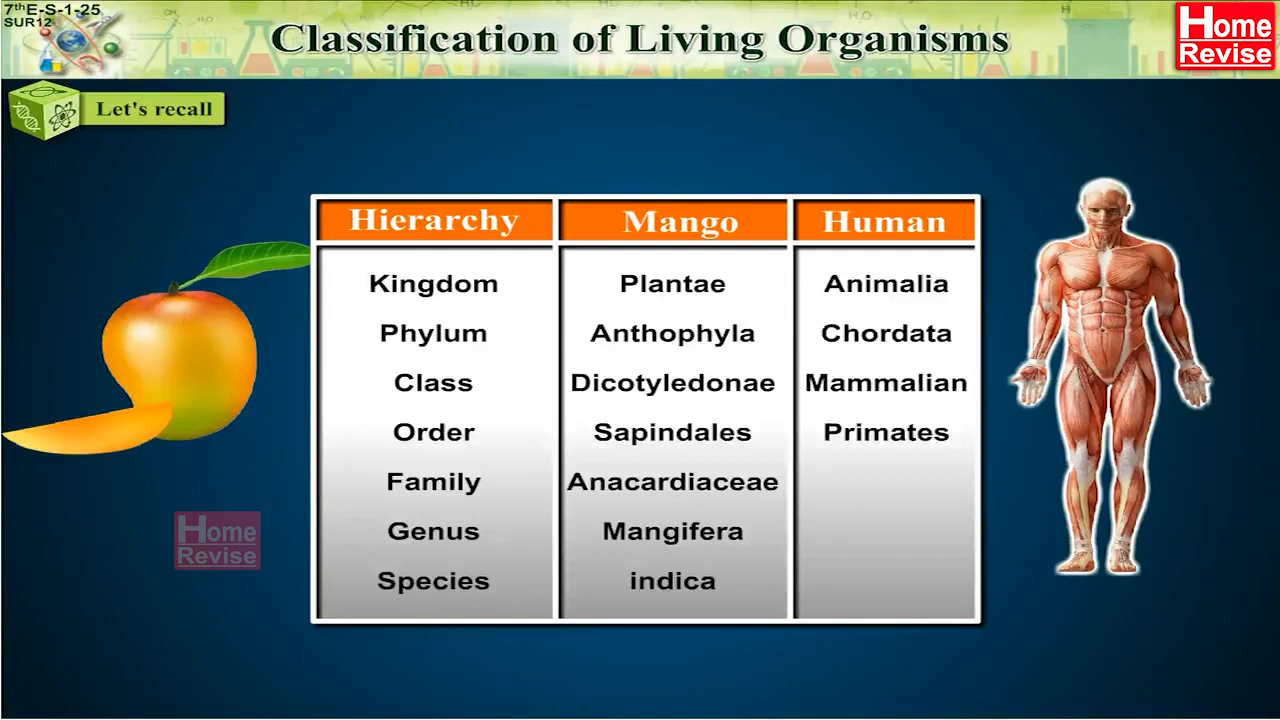 7thE-S-1-25
SUR12
Classification of Living Organisms
Home
Revise
Let's recall
Hierarchy Mango Human
Kingdom Plantae Animalia
Phylum Anthophyla Chordata
Class Dicotyledonae Mammalian
Order Sapindales Primates
Family Anacardiaceae
Genus Mangifera
Species indica
Home
Revise